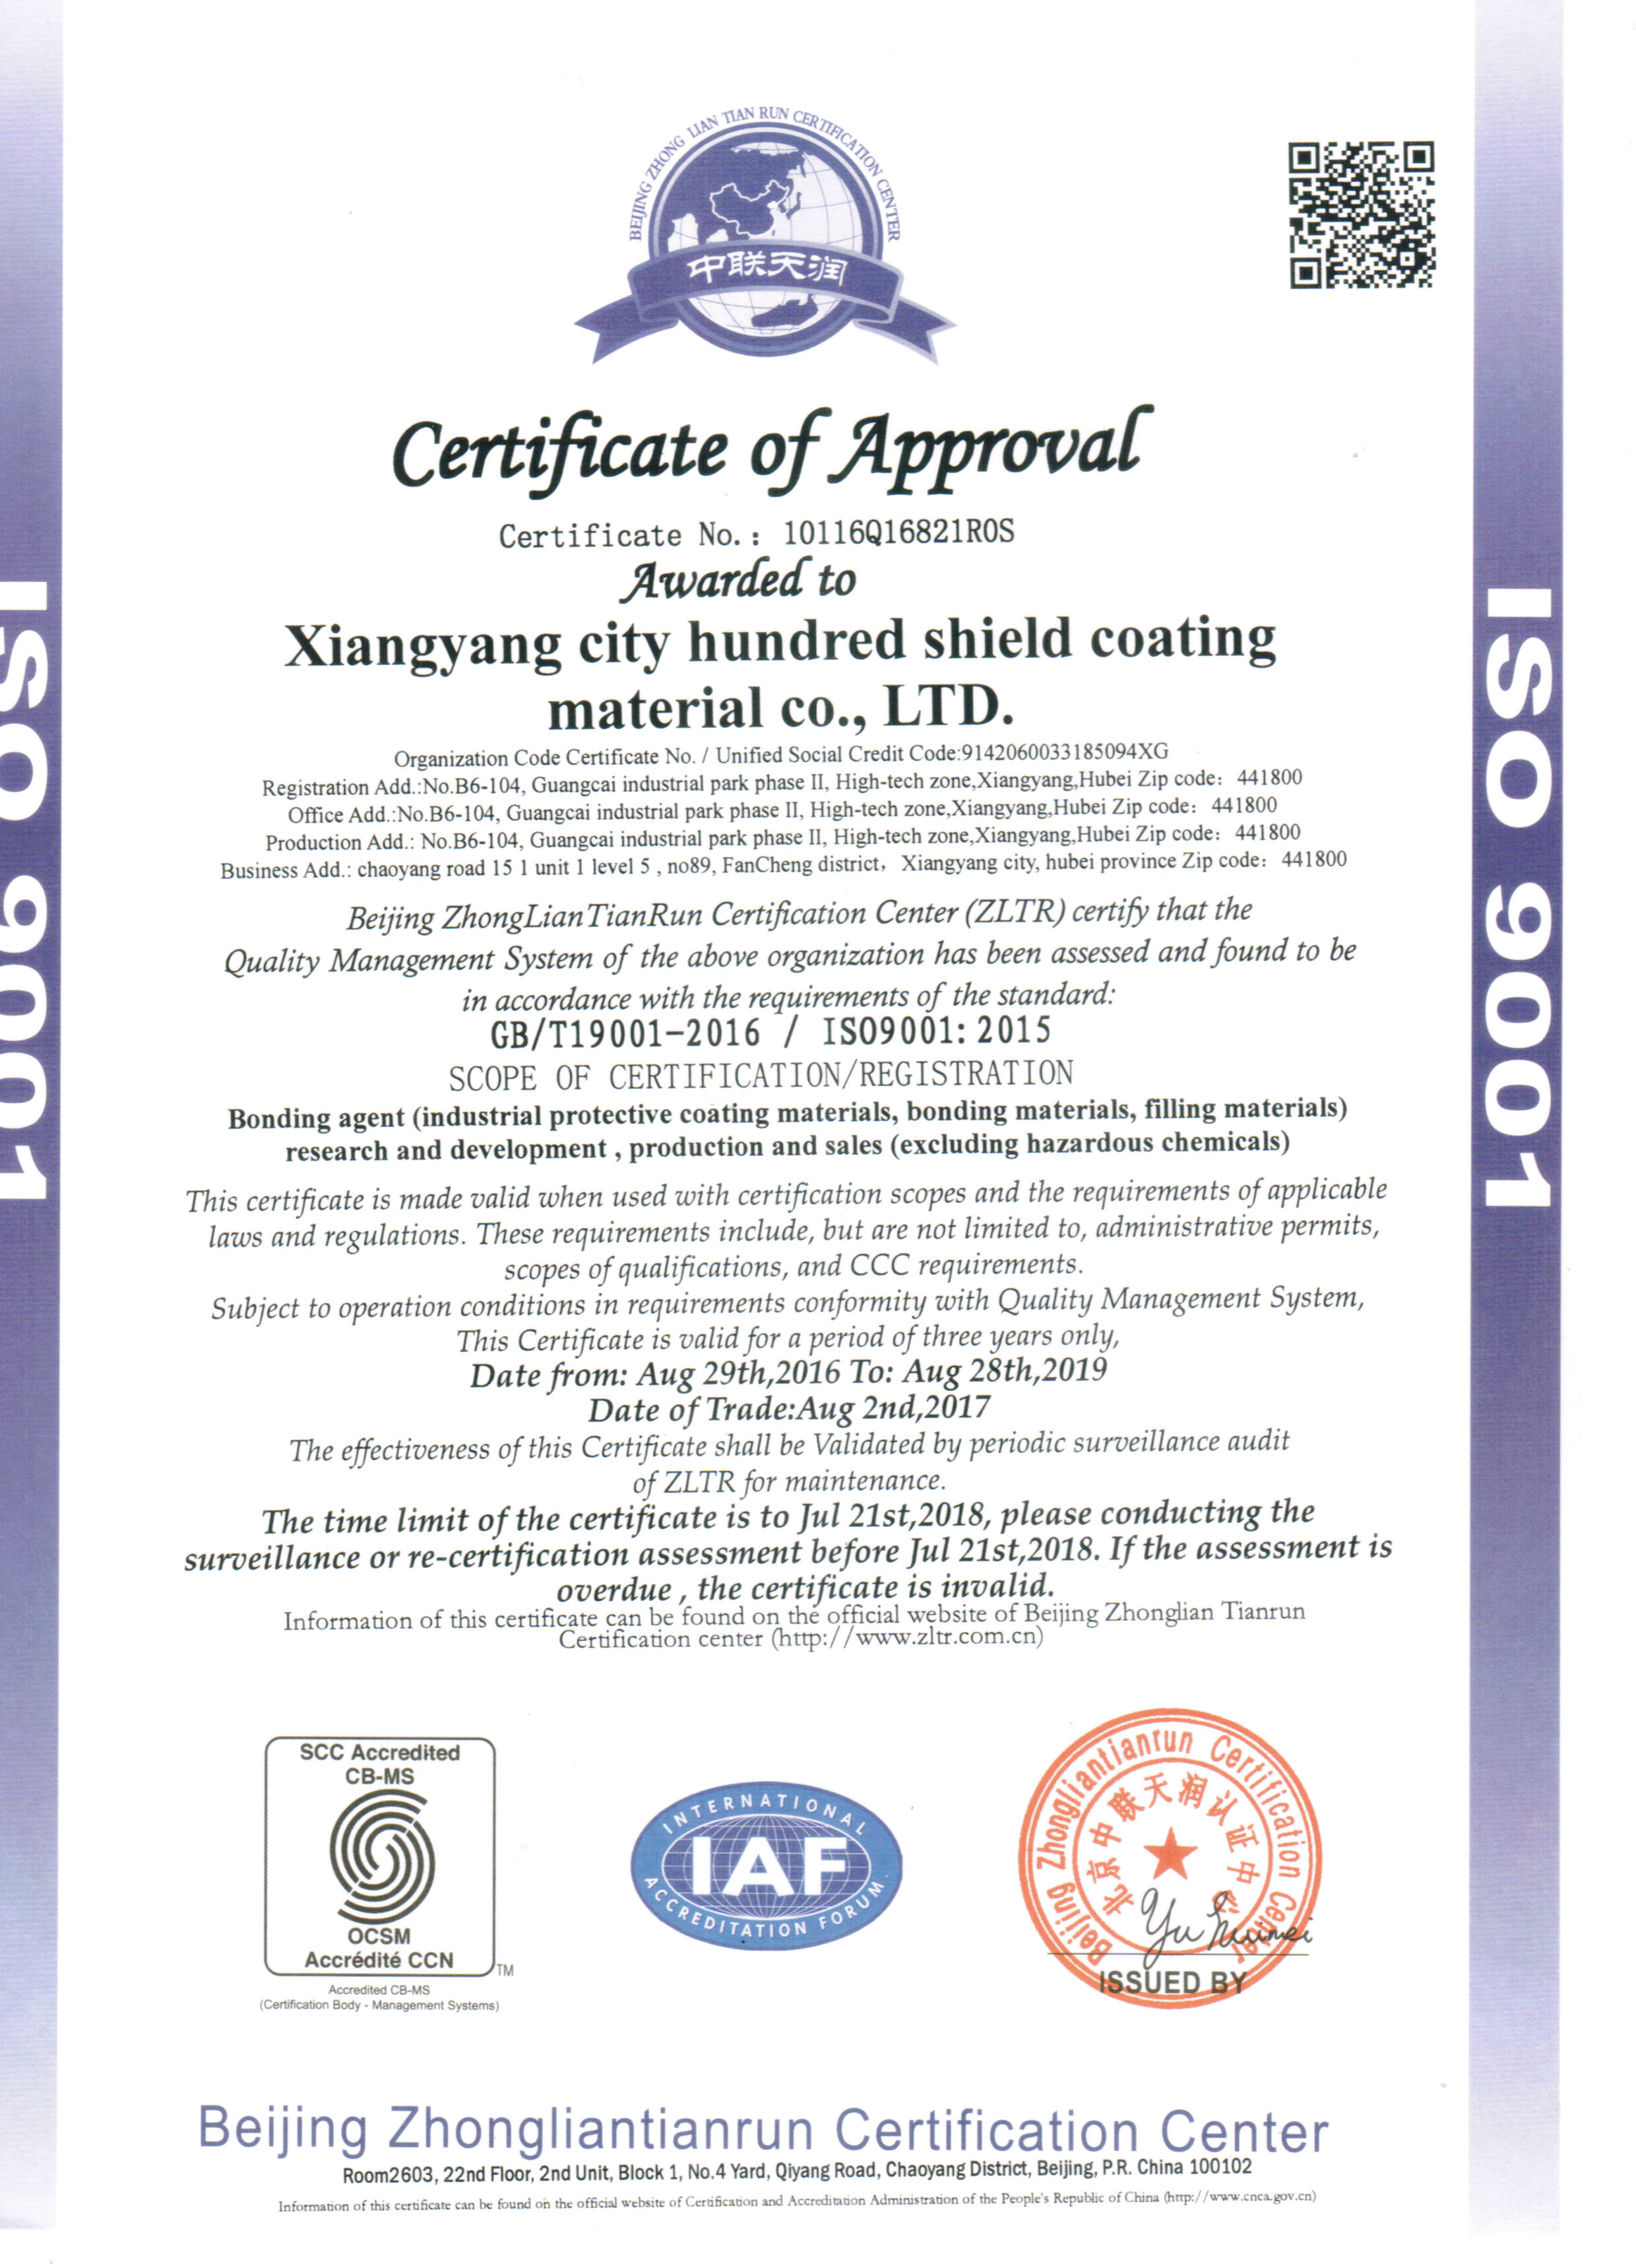 BEIJING ZHONG LIAN TIAN RUN CERTIFICATION CENTER
中联天润
Certificate of Approval
Certificate No.: 10116Q16821R0S
Awarded to
Xiangyang city hundred shield coating
material co., LTD.
Organization Code Certificate No. / Unified Social Credit Code:9142060033185094XG
Registration Add.:No.B6-104, Guangcai industrial park phase II, High-tech zone,Xiangyang,Hubei Zip code: 441800
Office Add.:No.B6-104, Guangcai industrial park phase II, High-tech zone,Xiangyang,Hubei Zip code: 441800
Production Add.: No.B6-104, Guangcai industrial park phase II, High-tech zone,Xiangyang,Hubei Zip code: 441800
Business Add.: chaoyang road 15 1 unit 1 level 5 , no89, FanCheng district, Xiangyang city, hubei province Zip code: 441800
Beijing ZhongLianTianRun Certification Center (ZLTR) certify that the
Quality Management System of the above organization has been assessed and found to be
in accordance with the requirements of the standard:
GB/T19001-2016 / ISO9001: 2015
SCOPE OF CERTIFICATION/REGISTRATION
Bonding agent (industrial protective coating materials, bonding materials, filling materials)
research and development , production and sales (excluding hazardous chemicals)
This certificate is made valid when used with certification scopes and the requirements of applicable
laws and regulations. These requirements include, but are not limited to, administrative permits,
scopes of qualifications, and CCC requirements.
Subject to operation conditions in requirements conformity with Quality Management System,
This Certificate is valid for a period of three years only,
Date from: Aug 29th,2016 To: Aug 28th,2019
Date of Trade:Aug 2nd,2017
The effectiveness of this Certificate shall be Validated by periodic surveillance audit
of ZLTR for maintenance.
The time limit of the certificate is to Jul 21st,2018, please conducting the
surveillance or re-certification assessment before Jul 21st,2018. If the assessment is
overdue , the certificate is invalid.
Information of this certificate can be found on the official website of Beijing Zhonglian Tianrun
Certification center (http://www.zltr.com.cn)
ISO 9001
ISO 9001
SCC Accredited
CB-MS
OCSM
Accrédité CCN
TM
Accredited CB-MS
(Certification Body - Management Systems)
INTERNATIONAL
IAF
ACCREDITATION FORUM
Beijing Zhongliantianrun Certification Center
北京中联天润认证中心
Yu Huimei
ISSUED BY
Beijing Zhongliantianrun Certification Center
Room2603, 22nd Floor, 2nd Unit, Block 1, No.4 Yard, Qiyang Road, Chaoyang District, Beijing, P.R. China 100102
Information of this certificate can be found on the official website of Certification and Accreditation Administration of the People's Republic of China (http://www.cnca.gov.cn)